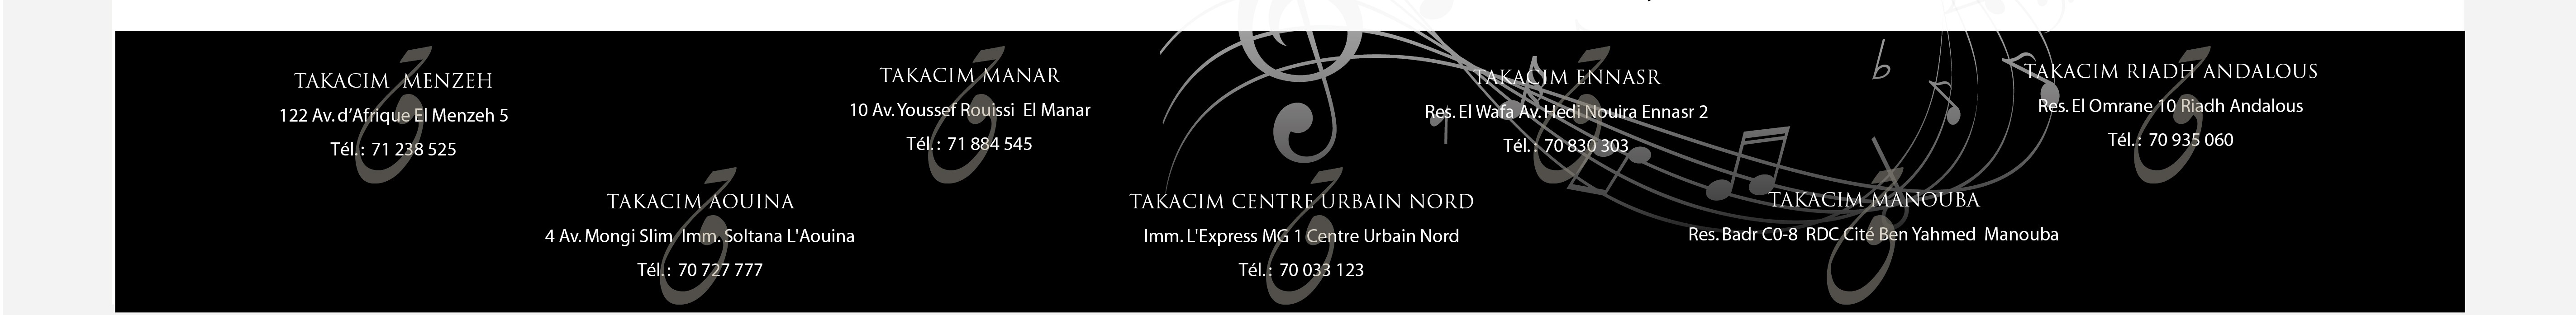 TAKACIM MENZEH
122 Av. d'Afrique El Menzeh 5
Tél. : 71 238 525
TAKACIM MANAR
10 Av. Youssef Rouissi El Manar
Tél. : 71 884 545
TAKACIM ENNASR
Res. El Wafa Av. Hedi Nouira Ennasr 2
Tél. : 70 830 303
TAKACIM RIADH ANDALOUS
Res. El Omrane 10 Riadh Andalous
Tél. : 70 935 060
TAKACIM AOUINA
4 Av. Mongi Slim Imm. Soltana L'Aouina
Tél. : 70 727 777
TAKACIM CENTRE URBAIN NORD
Imm. L'Express MG 1 Centre Urbain Nord
Tél. : 70 033 123
TAKACIM MANOUBA
Res. Badr C0-8 RDC Cité Ben Yahmed Manouba